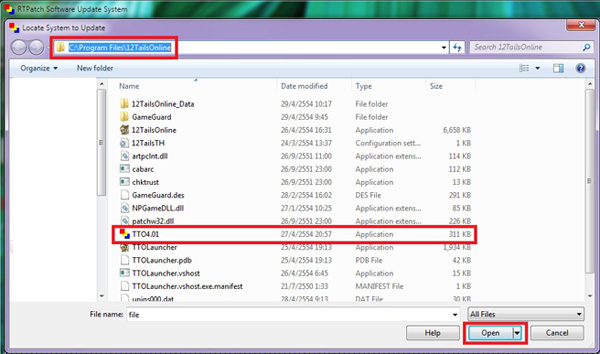 RTPatch Software Update System
Locate System to Update
C:\Program Files\12TailsOnline
Search 12TailsOnline
Organize New folder
Name Date modified Type Size
12TailsOnline_Data 29/4/2554 10:17 File folder
GameGuard 29/4/2554 9:45 File folder
12TailsOnline 26/4/2554 16:31 Application 6,658 KB
12TailsTH 13/4/2554 23:36 Configuration sett... 1 KB
artpclnt.dll 26/9/2551 11:00 Application extens... 114 KB
cabarc 26/9/2551 23:00 Application 112 KB
chktrust 26/9/2551 23:00 Application 13 KB
GameGuard.des 28/2/2554 16:02 DES File 291 KB
NPGameDLL.dll 17/1/2554 10:25 Application extens... 85 KB
patchw32.dll 26/9/2551 23:00 Application extens... 226 KB
TTO4.01 27/4/2554 20:57 Application 311 KB
TTOLauncher 25/4/2554 19:13 Application 1,934 KB
TTOLauncher.pdb 25/4/2554 19:13 PDB File 42 KB
TTOLauncher.vshost 26/4/2554 6:45 Application 15 KB
TTOLauncher.vshost.exe.manifest 21/7/2550 1:33 MANIFEST File 1 KB
unins000.dat 28/4/2554 19:28 DAT File 30 KB
File name: file All Files
Help Open Cancel